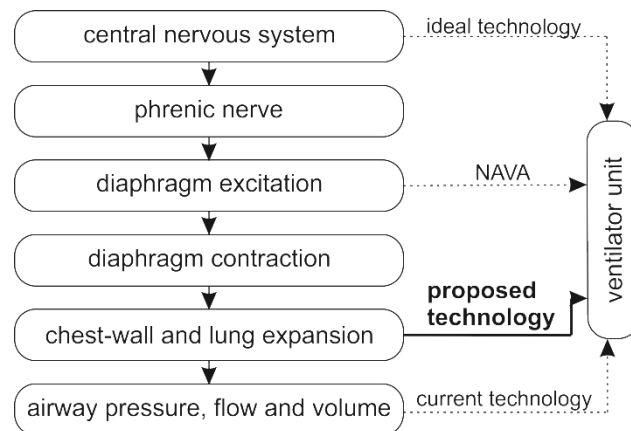 central nervous system
ideal technology
phrenic nerve
diaphragm excitation
NAVA
ventilator unit
diaphragm contraction
proposed
technology
chest-wall and lung expansion
airway pressure, flow and volume
current technology